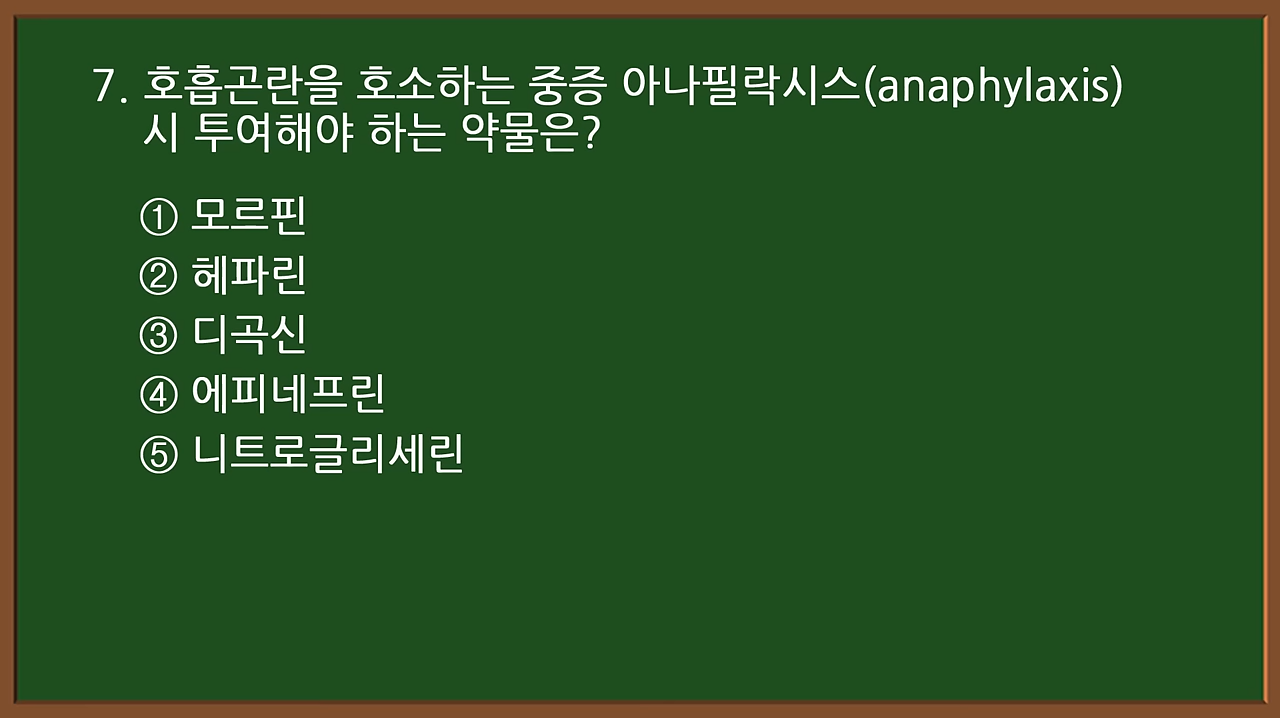 7. 호흡곤란을 호소하는 중증 아나필락시스(anaphylaxis)
시 투여해야 하는 약물은?
① 모르핀
② 헤파린
③ 디곡신
④ 에피네프린
⑤ 니트로글리세린